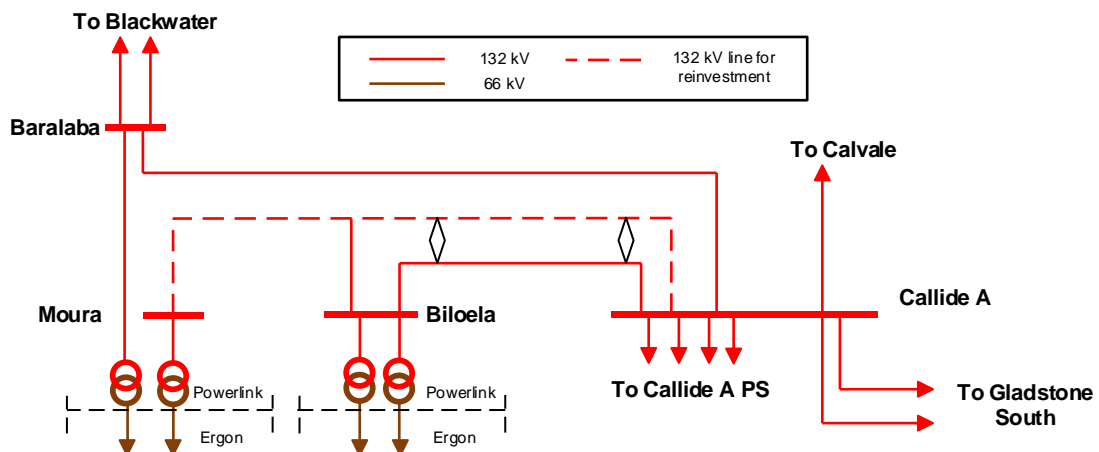 To Blackwater
132 kV
132 kV line for
reinvestment
66 kV
Baralaba
To Calvale
Moura
Biloela
Callide A
To Callide A PS
To Gladstone
South
Powerlink
Ergon
Powerlink
Ergon